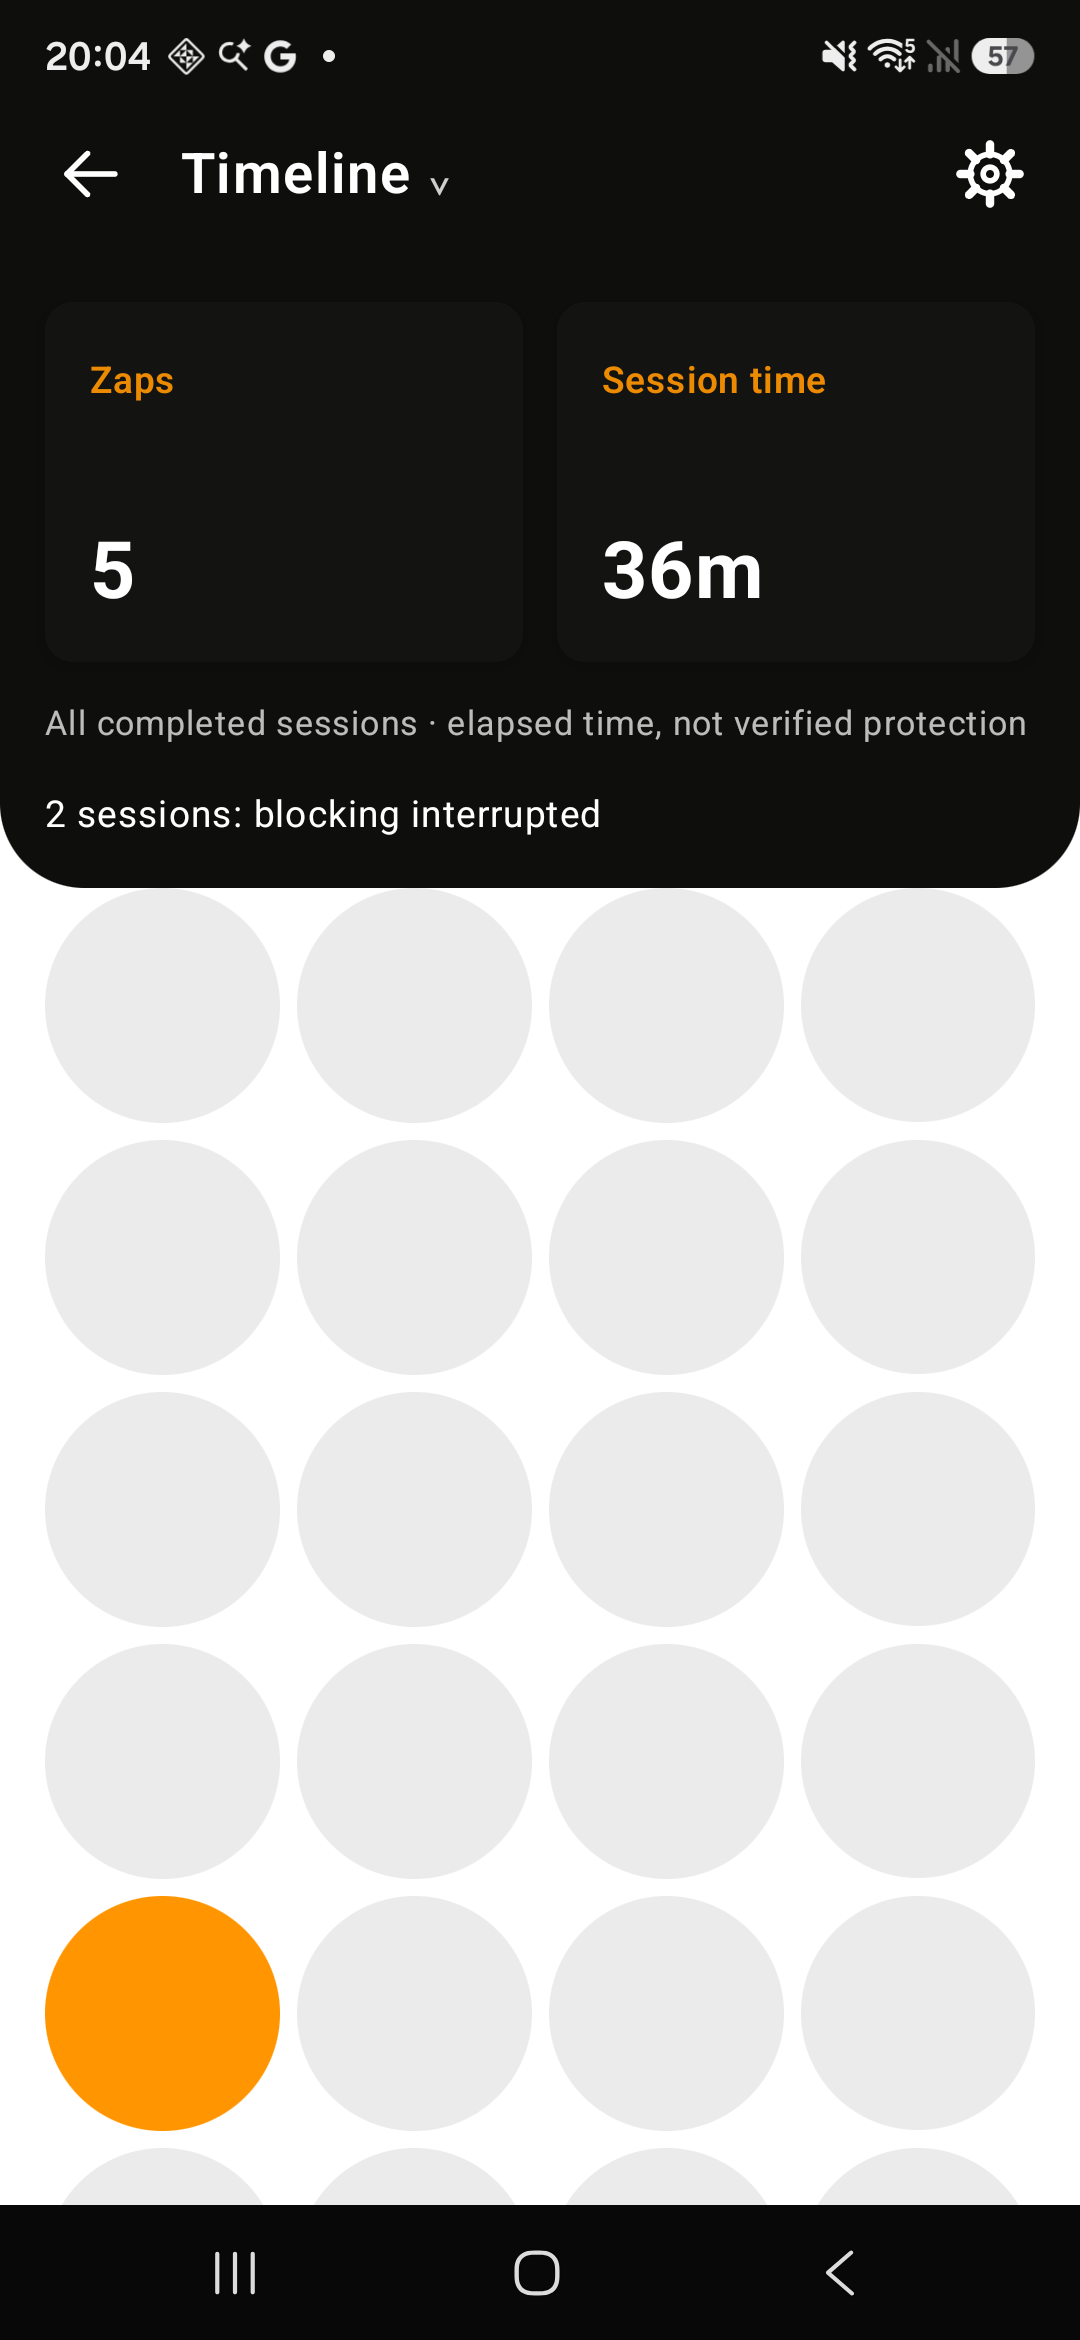 20:04
57
Timeline
Zaps
Session time
5
36m
All completed sessions · elapsed time, not verified protection
2 sessions: blocking interrupted